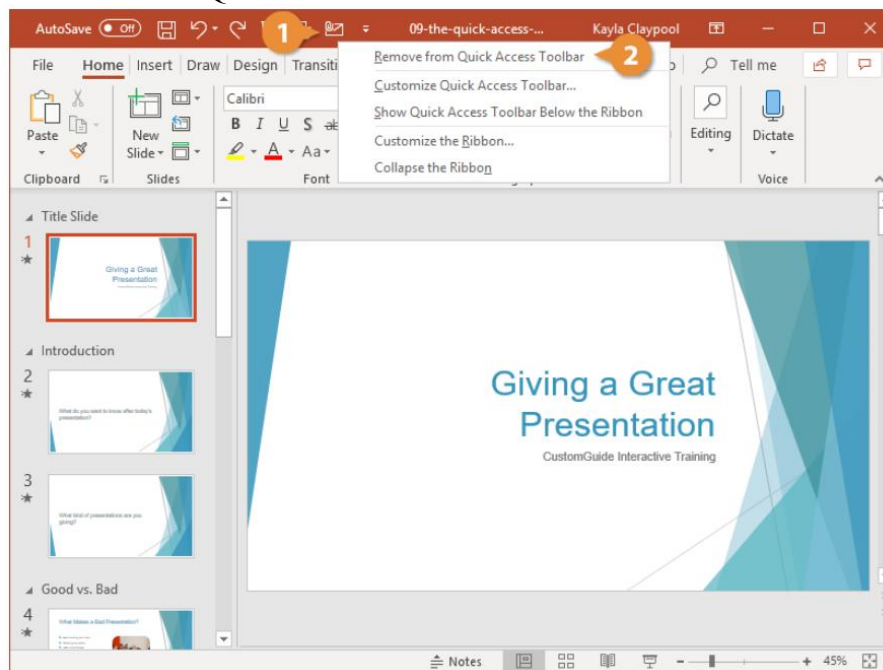 AutoSave Off
09-the-quick-access-...
Kayla Claypool
1
Remove from Quick Access Toolbar
2
Customize Quick Access Toolbar...
Show Quick Access Toolbar Below the Ribbon
Customize the Ribbon...
Collapse the Ribbon
File Home Insert Draw Design Transiti
Tell me
Calibri
B I U S ab
Aa
Paste
New
Slide
Editing
Dictate
Clipboard
Slides
Font
Voice
Title Slide
1
Giving a Great
Presentation
Introduction
2
What do you want to know after today's
presentation?
3
What kind of presentations are you
giving?
Good vs. Bad
4
What Makes a Bad Presentation?
Giving a Great
Presentation
CustomGuide Interactive Training
Notes
45%